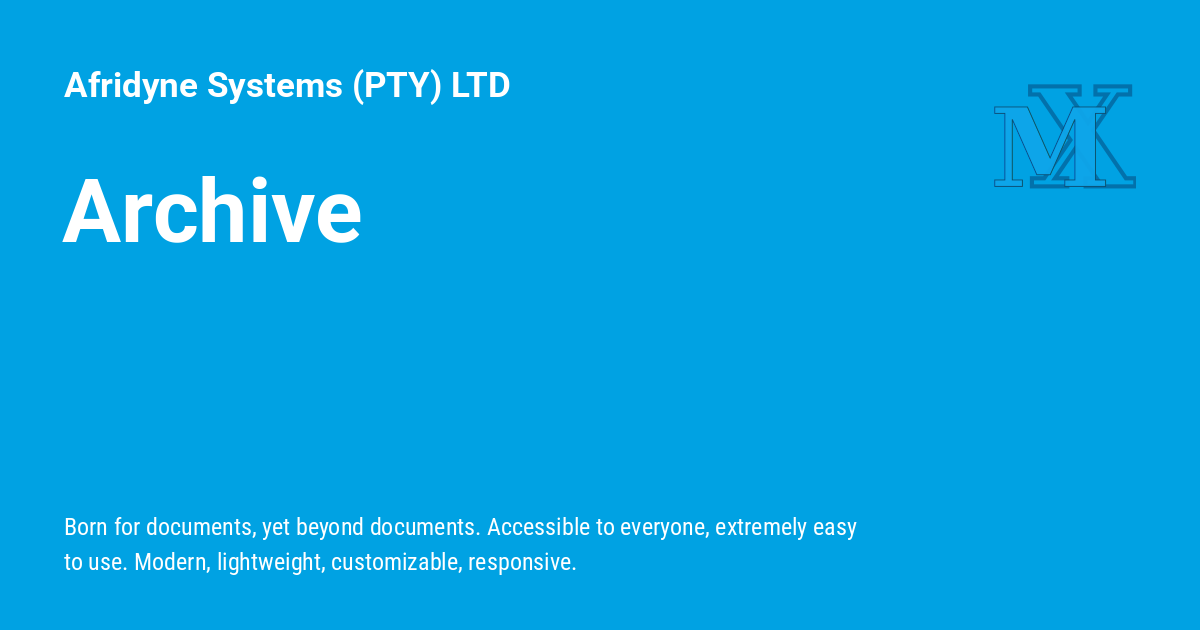 Afridyne Systems (PTY) LTD
MX
Archive
Born for documents, yet beyond documents. Accessible to everyone, extremely easy
to use. Modern, lightweight, customizable, responsive.